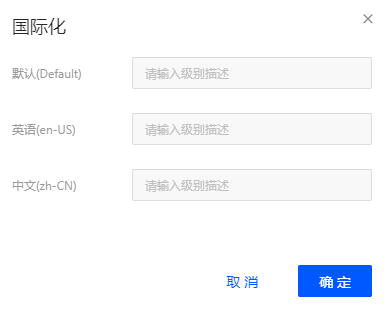 国际化
默认(Default)
请输入级别描述
英语(en-US)
请输入级别描述
中文(zh-CN)
请输入级别描述
取消
确定